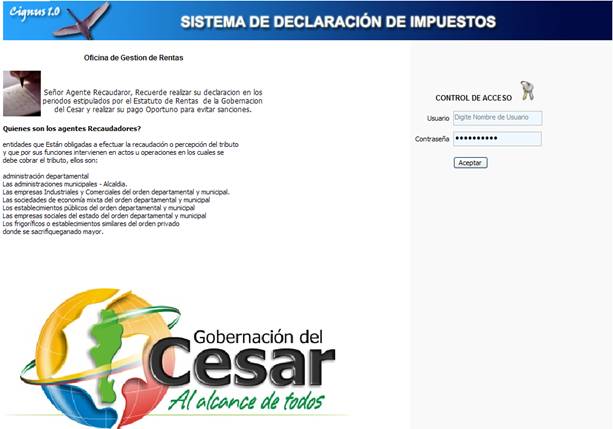 Cignus 1.0
SISTEMA DE DECLARACIÓN DE IMPUESTOS
Oficina de Gestion de Rentas
Señor Agente Recaudaror, Recuerde realizar su declaracion en los
periodos estipulados por el Estatuto de Rentas de la Gobernacion
del Cesar y realizar su pago Oportuno para evitar sanciones.
Quienes son los agentes Recaudadores?
entidades que Están obligadas a efectuar la recaudación o percepción del tributo
y que por sus funciones intervienen en actos u operaciones en los cuales se
debe cobrar el tributo, ellos son:
administración departamental
Las administraciones municipales - Alcaldia.
Las empresas Industriales y Comerciales del orden departamental y municipal.
Las sociedades de economía mixta del orden departamental y municipal
Los establecimientos públicos del orden departamental y municipal
Las empresas sociales del estado del orden departamental y municipal
Los frigoríficos o establecimientos similares del orden privado
donde se sacrifiqueganado mayor.
CONTROL DE ACCESO
Usuario Digite Nombre de Usuario
Contraseña ••••••••••
Aceptar
Gobernación del
Cesar
Al alcance de todos